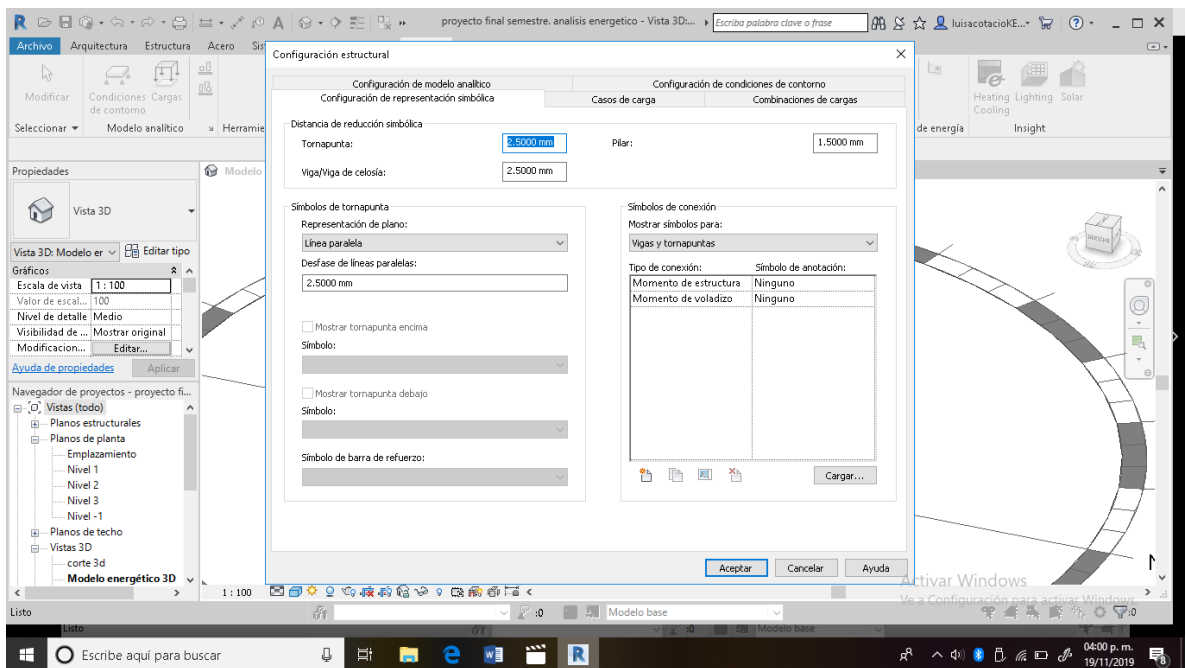 proyecto final semestre. analisis energetico - Vista 3D:...
Escriba palabra clave o frase
luisacotacioKE...
Archivo Arquitectura Estructura Acero Sis
Modificar
Condiciones de contorno
Cargas
Seleccionar
Modelo analítico
Herramie
Heating Cooling
Lighting
Solar
de energía
Insight
Configuración estructural
Configuración de modelo analítico
Configuración de condiciones de contorno
Configuración de representación simbólica
Casos de carga
Combinaciones de cargas
Distancia de reducción simbólica
Tornapunta: 2.5000 mm
Pilar: 1.5000 mm
Viga/Viga de celosía: 2.5000 mm
Símbolos de tornapunta
Representación de plano:
Línea paralela
Desfase de líneas paralelas:
2.5000 mm
Mostrar tornapunta encima
Símbolo:
Mostrar tornapunta debajo
Símbolo:
Símbolo de barra de refuerzo:
Símbolos de conexión
Mostrar símbolos para:
Vigas y tornapuntas
Tipo de conexión: Símbolo de anotación:
Momento de estructura Ninguno
Momento de voladizo Ninguno
Cargar...
Aceptar
Cancelar
Ayuda
Propiedades
Modelo
Vista 3D
Vista 3D: Modelo er
Editar tipo
Gráficos
Escala de vista 1 : 100
Valor de escal... 100
Nivel de detalle Medio
Visibilidad de ... Mostrar original
Modificacion... Editar...
Ayuda de propiedades
Aplicar
Navegador de proyectos - proyecto fi...
Vistas (todo)
Planos estructurales
Planos de planta
Emplazamiento
Nivel 1
Nivel 2
Nivel 3
Nivel -1
Planos de techo
Vistas 3D
corte 3d
Modelo energético 3D
1 : 100
Activar Windows
Ve a Configuración para activar Windows.
Listo
:0
Modelo base
:0
Listo
:0
Modelo base
Escribe aquí para buscar
04:00 p. m.
19/11/2019